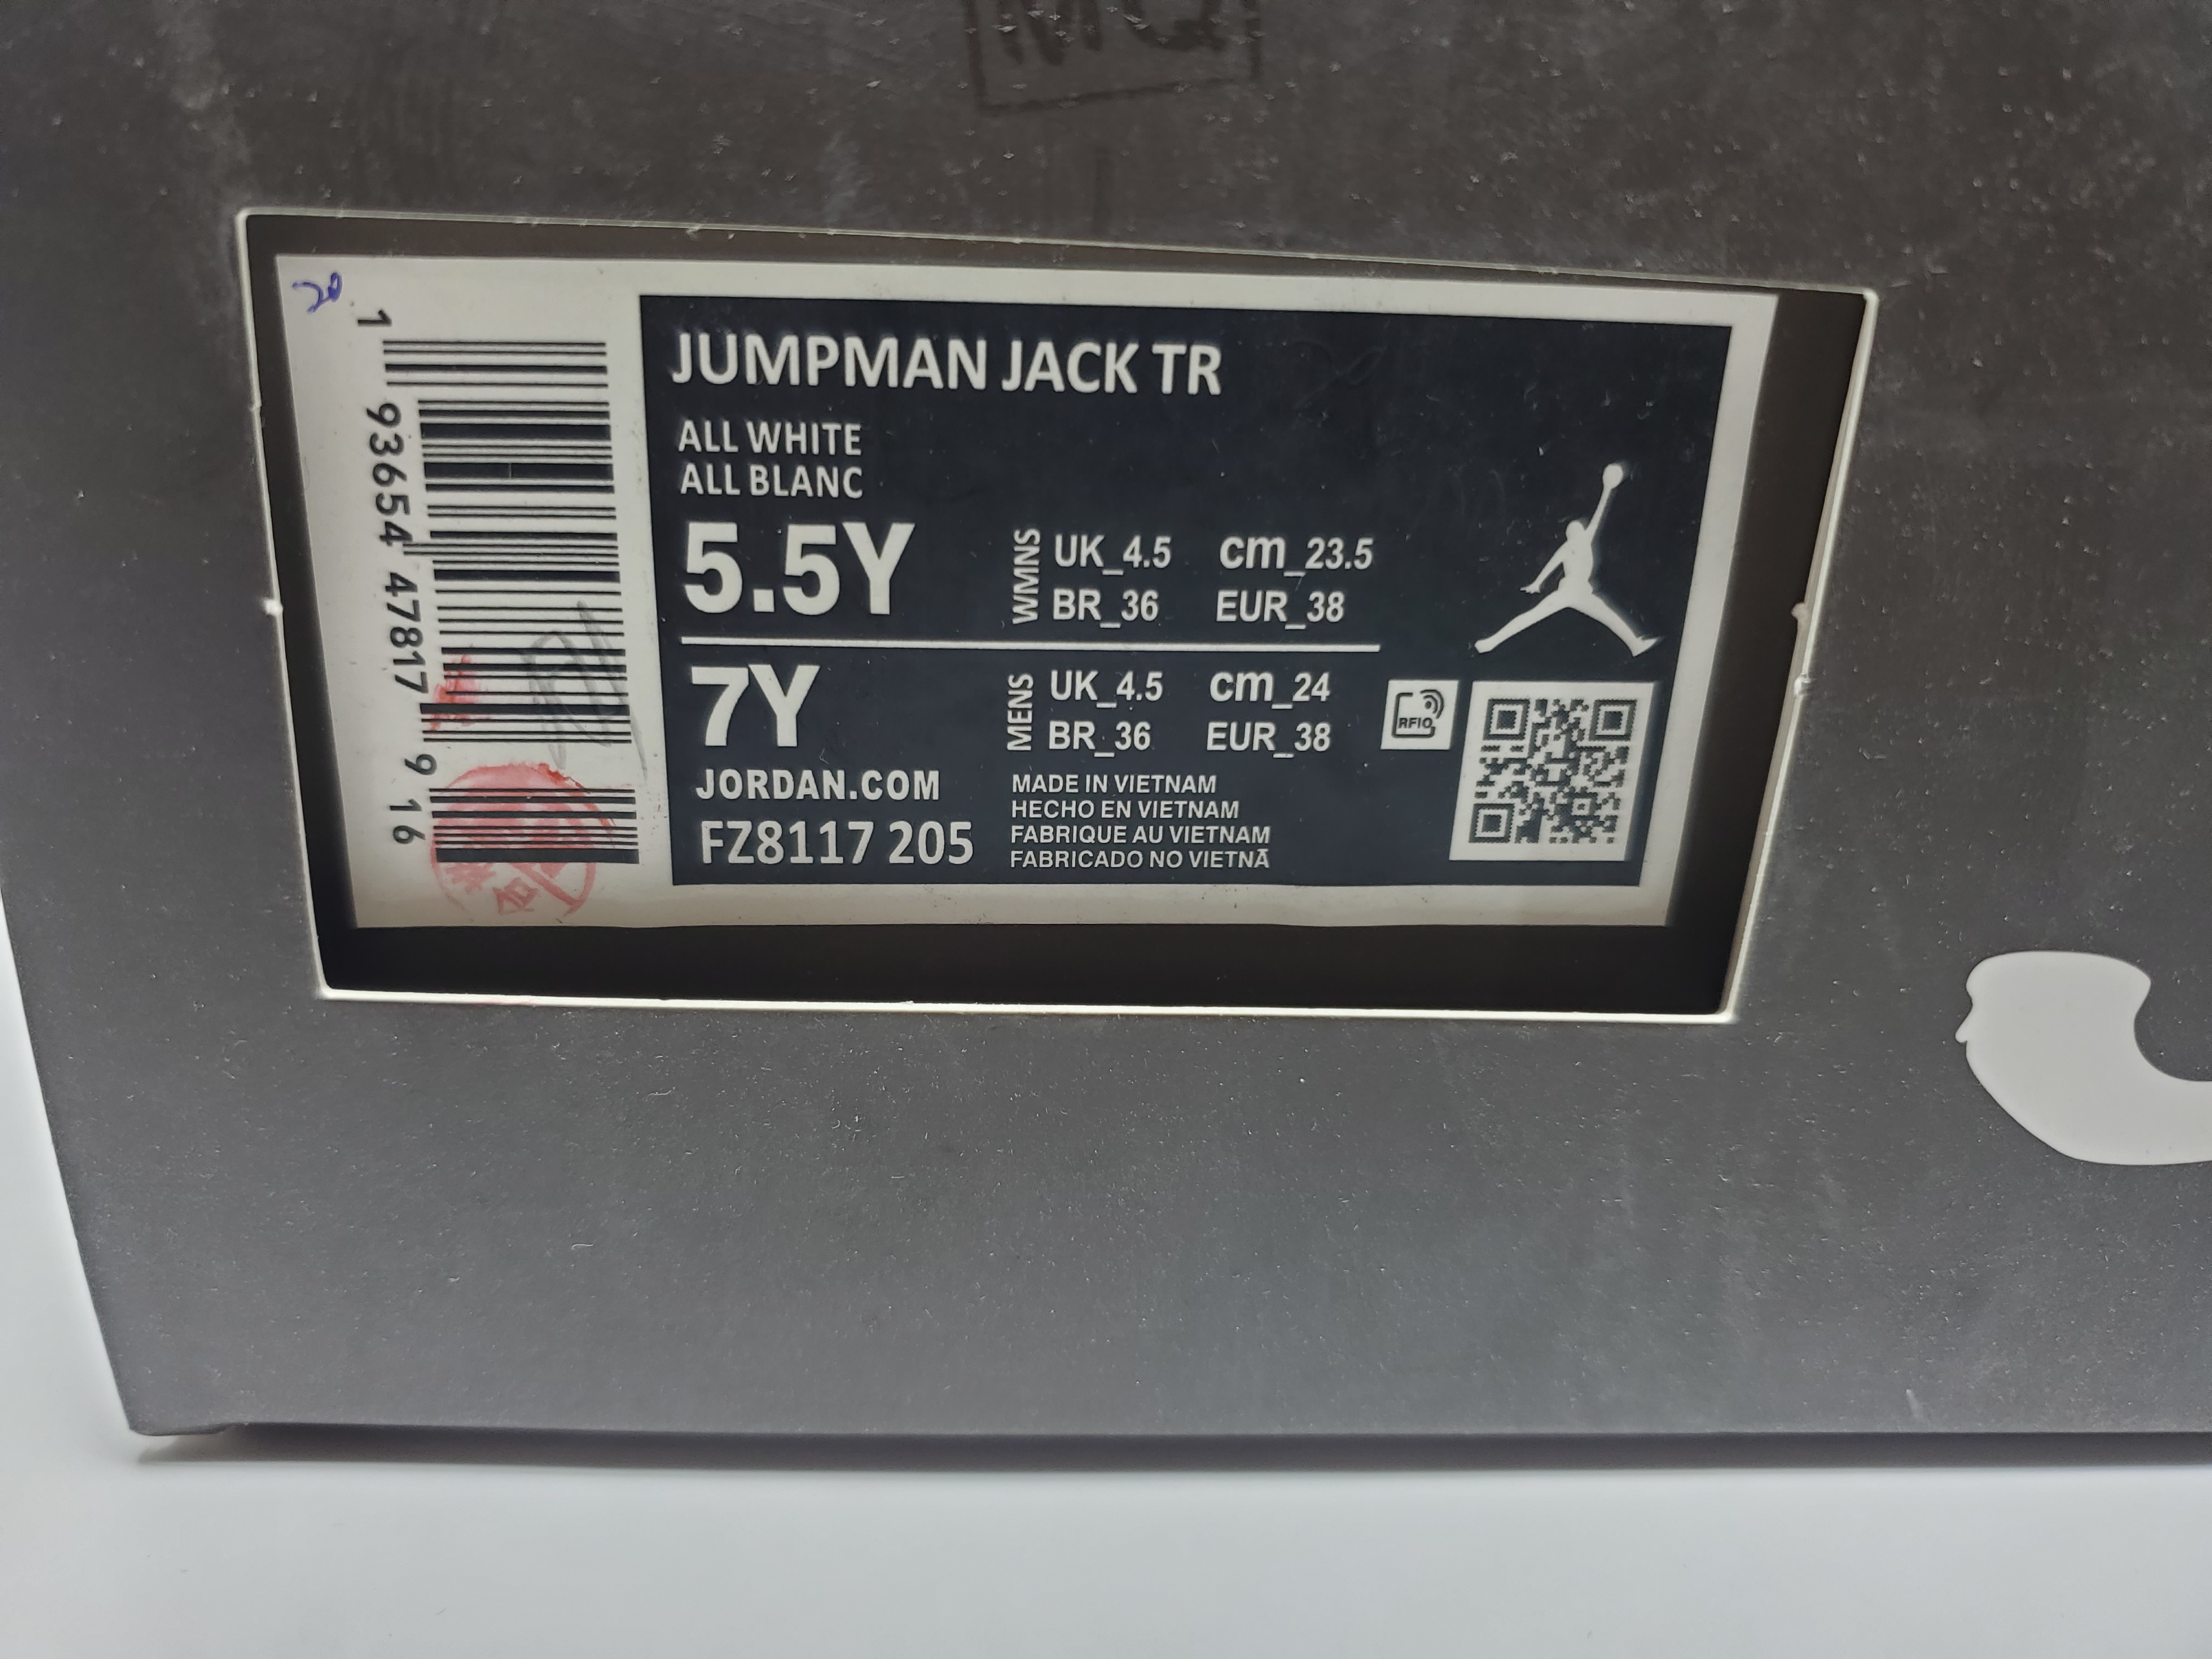 MQ
20
1 93654 47817 9 16
JUMPMAN JACK TR
ALL WHITE
ALL BLANC
5.5Y
WMNS
UK_4.5 cm_23.5
BR_36 EUR_38
7Y
MENS
UK_4.5 cm_24
BR_36 EUR_38
RFID
JORDAN.COM
FZ8117 205
MADE IN VIETNAM
HECHO EN VIETNAM
FABRIQUE AU VIETNAM
FABRICADO NO VIETNÃ